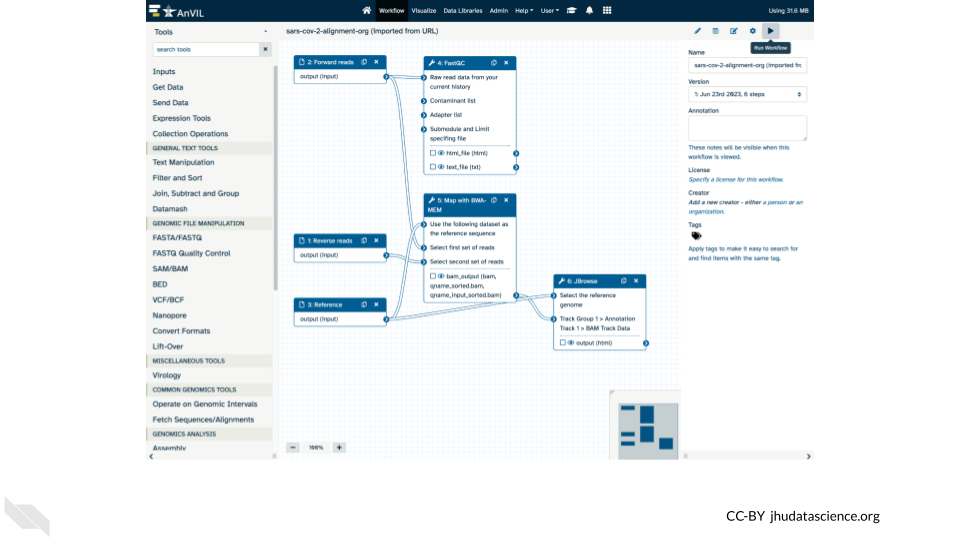 AnVIL
Workflow Visualize Data Libraries Admin Help User
Using 31.6 MB
Tools
search tools
Inputs
Get Data
Send Data
Expression Tools
Collection Operations
GENERAL TEXT TOOLS
Text Manipulation
Filter and Sort
Join, Subtract and Group
Datamash
GENOMIC FILE MANIPULATION
FASTA/FASTQ
FASTQ Quality Control
SAM/BAM
BED
VCF/BCF
Nanopore
Convert Formats
Lift-Over
MISCELLANEOUS TOOLS
Virology
COMMON GENOMICS TOOLS
Operate on Genomic Intervals
Fetch Sequences/Alignments
GENOMICS ANALYSIS
Assembly
sars-cov-2-alignment-org (imported from URL)
Run Workflow
2: Forward reads
output (input)
4: FastQC
Raw read data from your
current history
Contaminant list
Adapter list
Submodule and Limit
specifing file
html_file (html)
text_file (txt)
5: Map with BWA-
MEM
Use the following dataset as
the reference sequence
Select first set of reads
Select second set of reads
bam_output (bam,
qname_sorted.bam,
qname_input_sorted.bam)
1: Reverse reads
output (input)
3: Reference
output (input)
6: JBrowse
Select the reference
genome
Track Group 1 > Annotation
Track 1 > BAM Track Data
output (html)
100%
Name
sars-cov-2-alignment-org (imported fr
Version
1: Jun 23rd 2023, 6 steps
Annotation
These notes will be visible when this
workflow is viewed.
License
Specify a license for this workflow.
Creator
Add a new creator - either a person or an
organization.
Tags
Apply tags to make it easy to search for
and find items with the same tag.
CC-BY jhudatascience.org